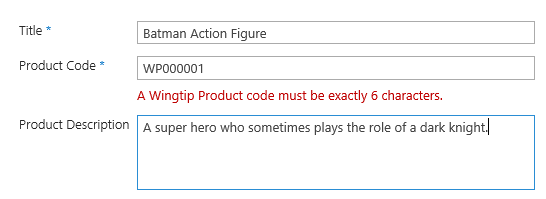 Title *
Batman Action Figure
Product Code *
WP000001
A Wingtip Product code must be exactly 6 characters.
Product Description
A super hero who sometimes plays the role of a dark knight.